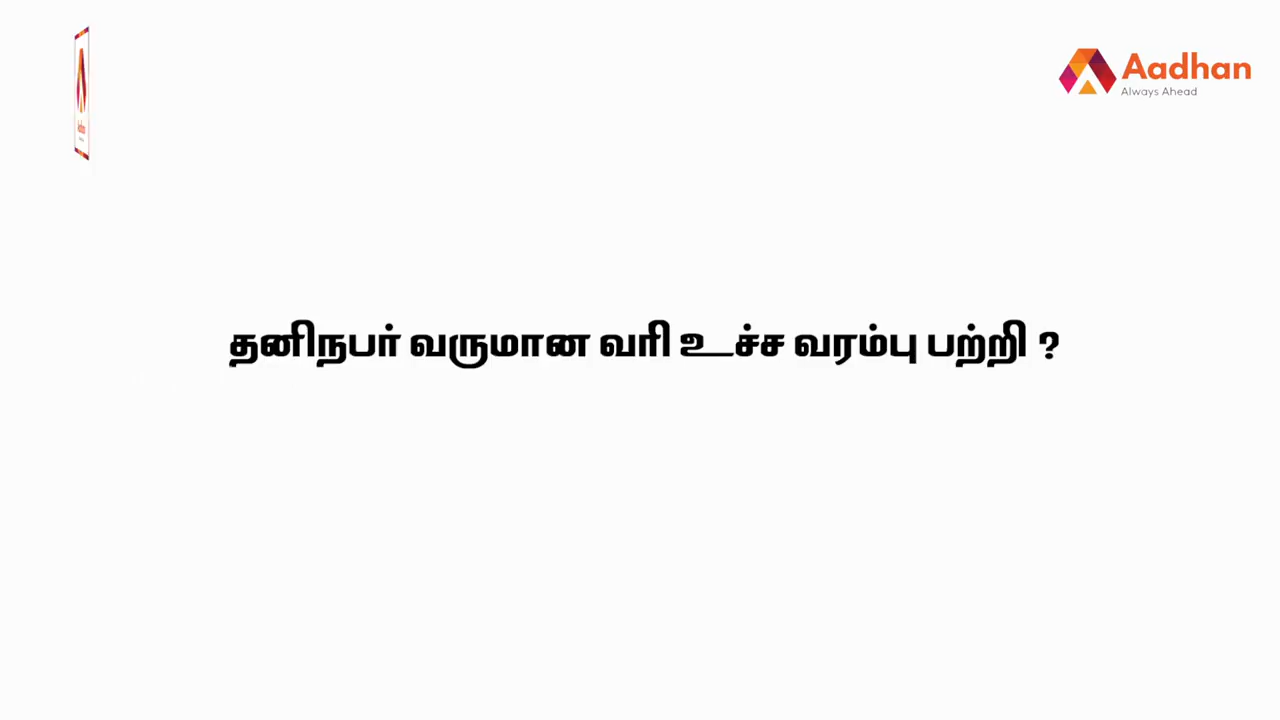 Aadhan
Always Ahead
தனிநபர் வருமான வரி உச்ச வரம்பு பற்றி ?